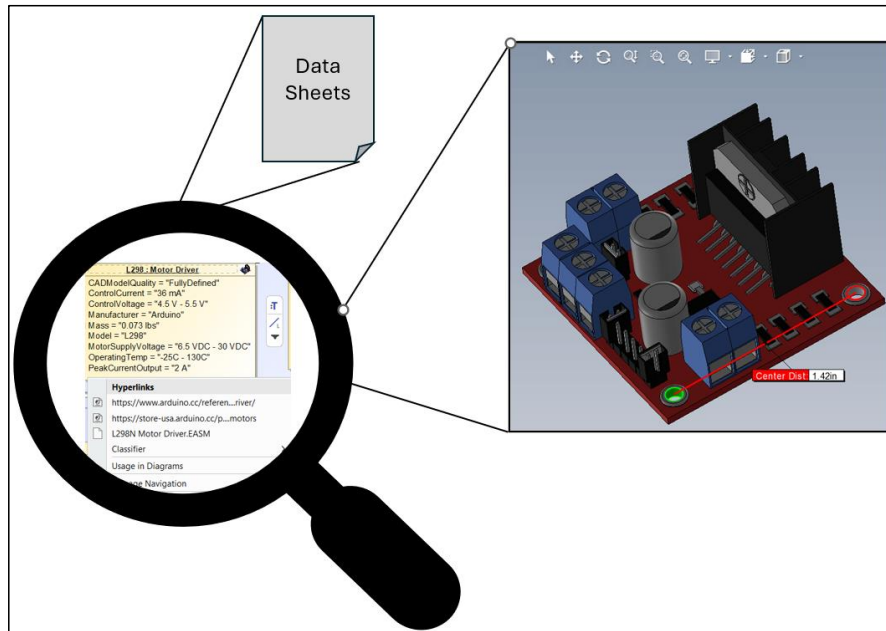 Data
Sheets
L298 : Motor Driver
CADModelQuality = "FullyDefined"
ControlCurrent = "36 mA"
ControlVoltage = "4.5 V - 5.5 V"
Manufacturer = "Arduino"
Mass = "0.073 lbs"
Model = "L298"
MotorSupplyVoltage = "6.5 VDC - 30 VDC"
OperatingTemp = "-25C - 130C"
PeakCurrentOutput = "2 A"
Hyperlinks
https://www.arduino.cc/referen...river/
https://store-usa.arduino.cc/p...motors
L298N Motor Driver.EASM
Classifier
Usage in Diagrams
Navigation
Center Dist: 1.42in